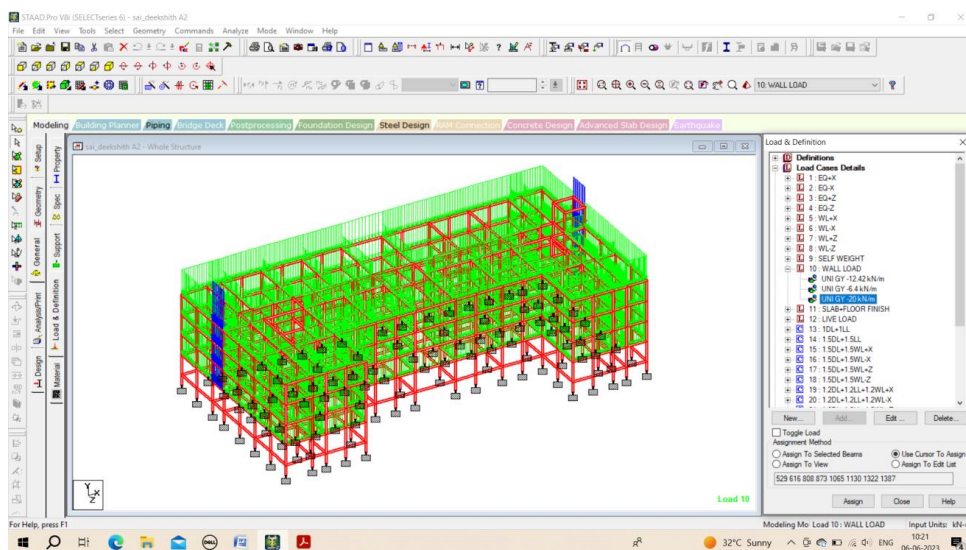 STAAD.Pro V8i (SELECTseries 6) - sai_deekshith A2
File Edit View Tools Select Geometry Commands Analyze Mode Window Help
10: WALL LOAD
Modeling Building Planner Piping Bridge Deck Postprocessing Foundation Design Steel Design RAM Connection Concrete Design Advanced Slab Design Earthquake
Setup
Geometry
General
Analysis/Print
Design
Property
Spec
Support
Load & Definition
Material
sai_deekshith A2 - Whole Structure
Y
X
Z
Load 10
Load & Definition
Definitions
Load Cases Details
1 : EQ+X
2 : EQ-X
3 : EQ+Z
4 : EQ-Z
5 : WL+X
6 : WL-X
7 : WL+Z
8 : WL-Z
9 : SELF WEIGHT
10 : WALL LOAD
UNI GY -12.42 kN/m
UNI GY -6.4 kN/m
UNI GY -20 kN/m
11 : SLAB+FLOOR FINISH
12 : LIVE LOAD
13 : 1DL+1LL
14 : 1.5DL+1.5LL
15 : 1.5DL+1.5WL+X
16 : 1.5DL+1.5WL-X
17 : 1.5DL+1.5WL+Z
18 : 1.5DL+1.5WL-Z
19 : 1.2DL+1.2LL+1.2WL+X
20 : 1.2DL+1.2LL+1.2WL-X
New... Add... Edit ... Delete...
Toggle Load
Assignment Method
Assign To Selected Beams Use Cursor To Assign
Assign To View Assign To Edit List
529 616 808 873 1065 1130 1322 1387
Assign Close Help
For Help, press F1
Modeling Mo Load 10 : WALL LOAD Input Units: kN-
32°C Sunny ENG 10:21
06-06-2023